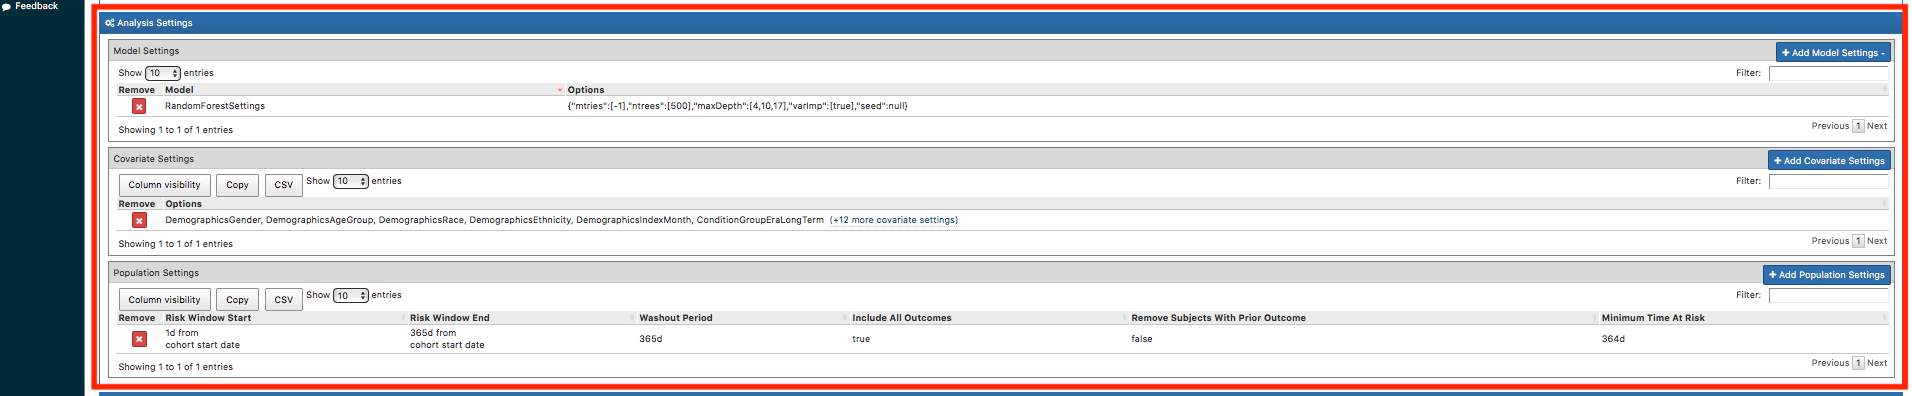 Feedback
Analysis Settings
Model Settings
+ Add Model Settings
Show 10 entries
Filter:
Remove Model Options
RandomForestSettings {"mtries":[-1],"ntrees":[500],"maxDepth":[4,10,17],"varImp":[true],"seed":null}
Showing 1 to 1 of 1 entries
Previous 1 Next
Covariate Settings
+ Add Covariate Settings
Column visibility Copy CSV Show 10 entries
Filter:
Remove Options
DemographicsGender, DemographicsAgeGroup, DemographicsRace, DemographicsEthnicity, DemographicsIndexMonth, ConditionGroupEraLongTerm (+12 more covariate settings)
Showing 1 to 1 of 1 entries
Previous 1 Next
Population Settings
+ Add Population Settings
Column visibility Copy CSV Show 10 entries
Filter:
Remove Risk Window Start Risk Window End Washout Period Include All Outcomes Remove Subjects With Prior Outcome Minimum Time At Risk
1d from 365d from
cohort start date cohort start date 365d true false 364d
Showing 1 to 1 of 1 entries
Previous 1 Next